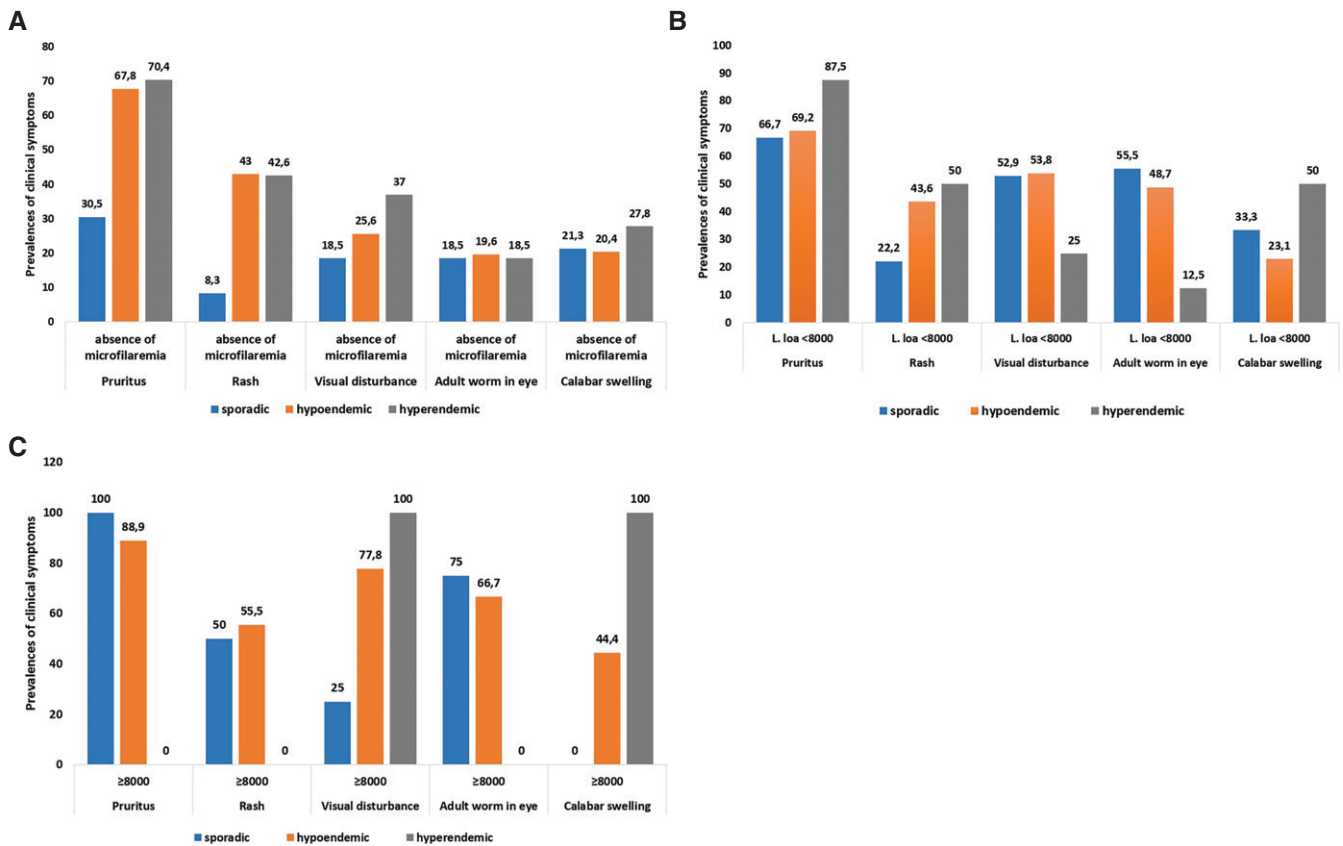 A
Prevalences of clinical symptoms
80
70
60
50
40
30
20
10
0
30,5
67,8
70,4
8,3
43
42,6
18,5
25,6
37
18,5
19,6
18,5
21,3
20,4
27,8
absence of microfilaremia
absence of microfilaremia
absence of microfilaremia
absence of microfilaremia
absence of microfilaremia
Pruritus
Rash
Visual disturbance
Adult worm in eye
Calabar swelling
sporadic
hypoendemic
hyperendemic
B
Prevalences of clinical symptoms
100
90
80
70
60
50
40
30
20
10
0
66,7
69,2
87,5
22,2
43,6
50
52,9
53,8
25
55,5
48,7
12,5
33,3
23,1
50
L. loa <8000
L. loa <8000
L. loa <8000
L. loa <8000
L. loa <8000
Pruritus
Rash
Visual disturbance
Adult worm in eye
Calabar swelling
sporadic
hypoendemic
hyperendemic
C
Prevalences of clinical symptoms
120
100
80
60
40
20
0
100
88,9
0
50
55,5
0
25
77,8
100
75
66,7
0
0
44,4
100
≥8000
≥8000
≥8000
≥8000
≥8000
Pruritus
Rash
Visual disturbance
Adult worm in eye
Calabar swelling
sporadic
hypoendemic
hyperendemic